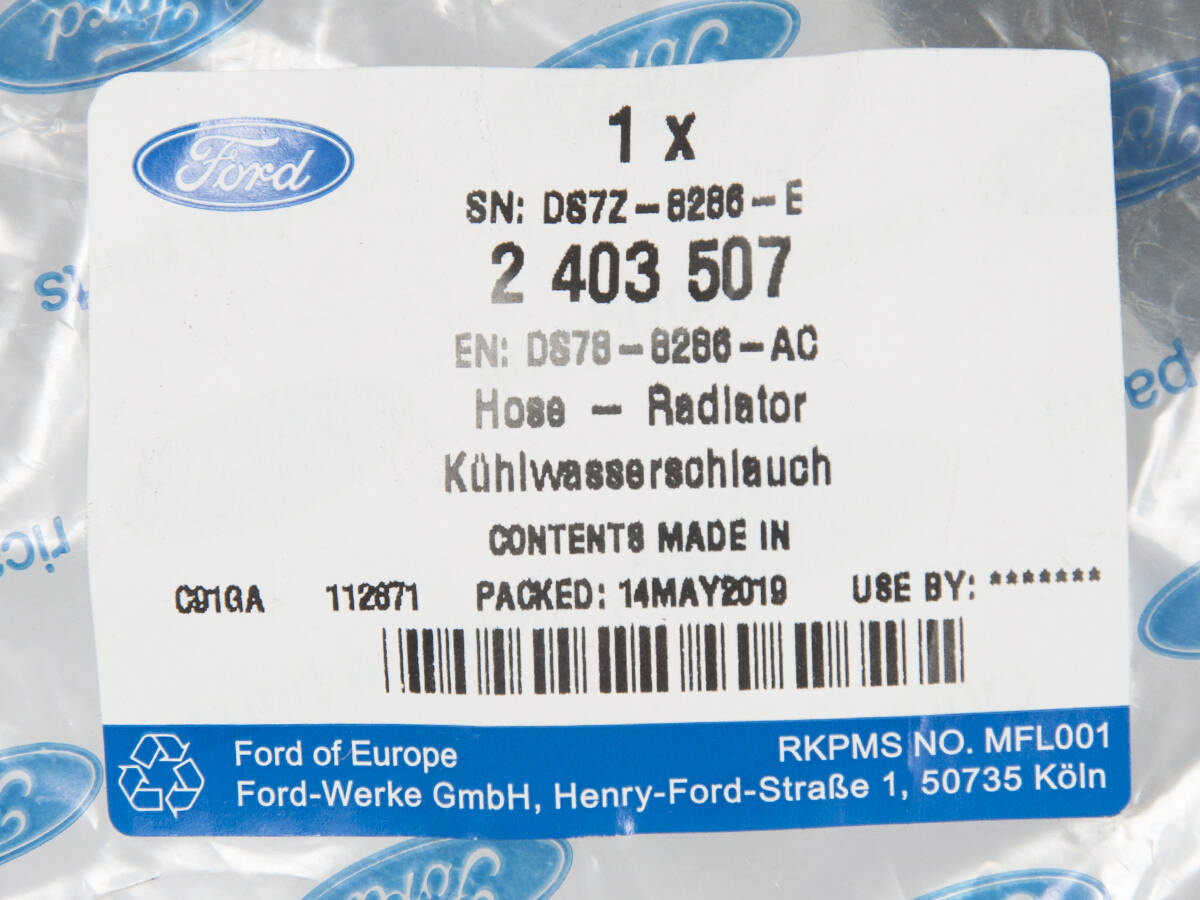 Ford
1 x
SN: DS7Z-8286-E
2 403 507
EN: DS73-8286-AC
Hose - Radiator
Kühlwasserschlauch
CONTENTS MADE IN
C91GA 112871 PACKED: 14MAY2019 USE BY: *******
Ford of Europe
RKPMS NO. MFL001
Ford-Werke GmbH, Henry-Ford-Straße 1, 50735 Köln